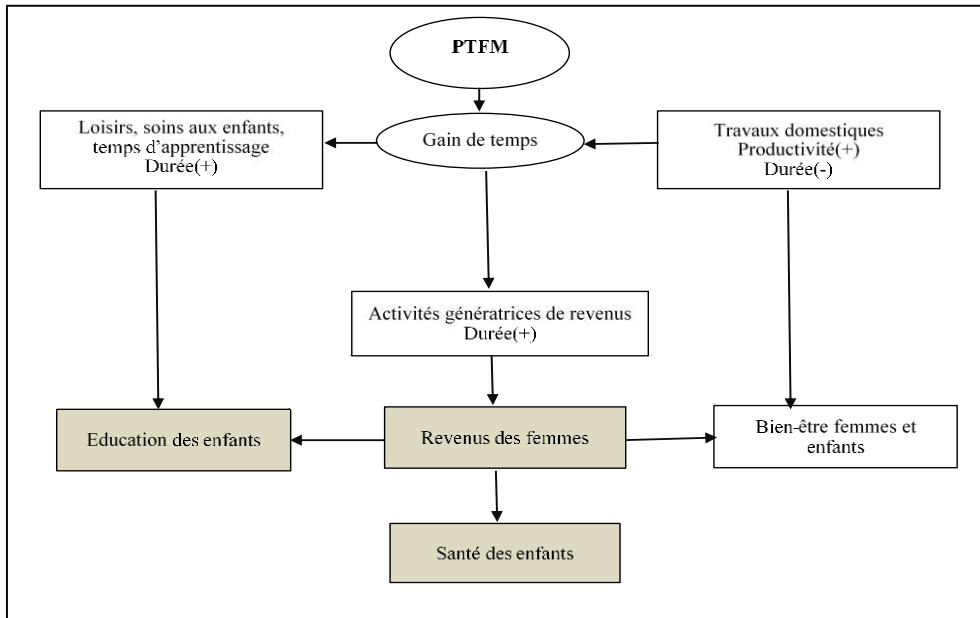 PTFM
Loisirs, soins aux enfants,
temps d’apprentissage
Durée(+)
Gain de temps
Travaux domestiques
Productivité(+)
Durée(-)
Activités génératrices de revenus
Durée(+)
Education des enfants
Revenus des femmes
Bien-être femmes et
enfants
Santé des enfants